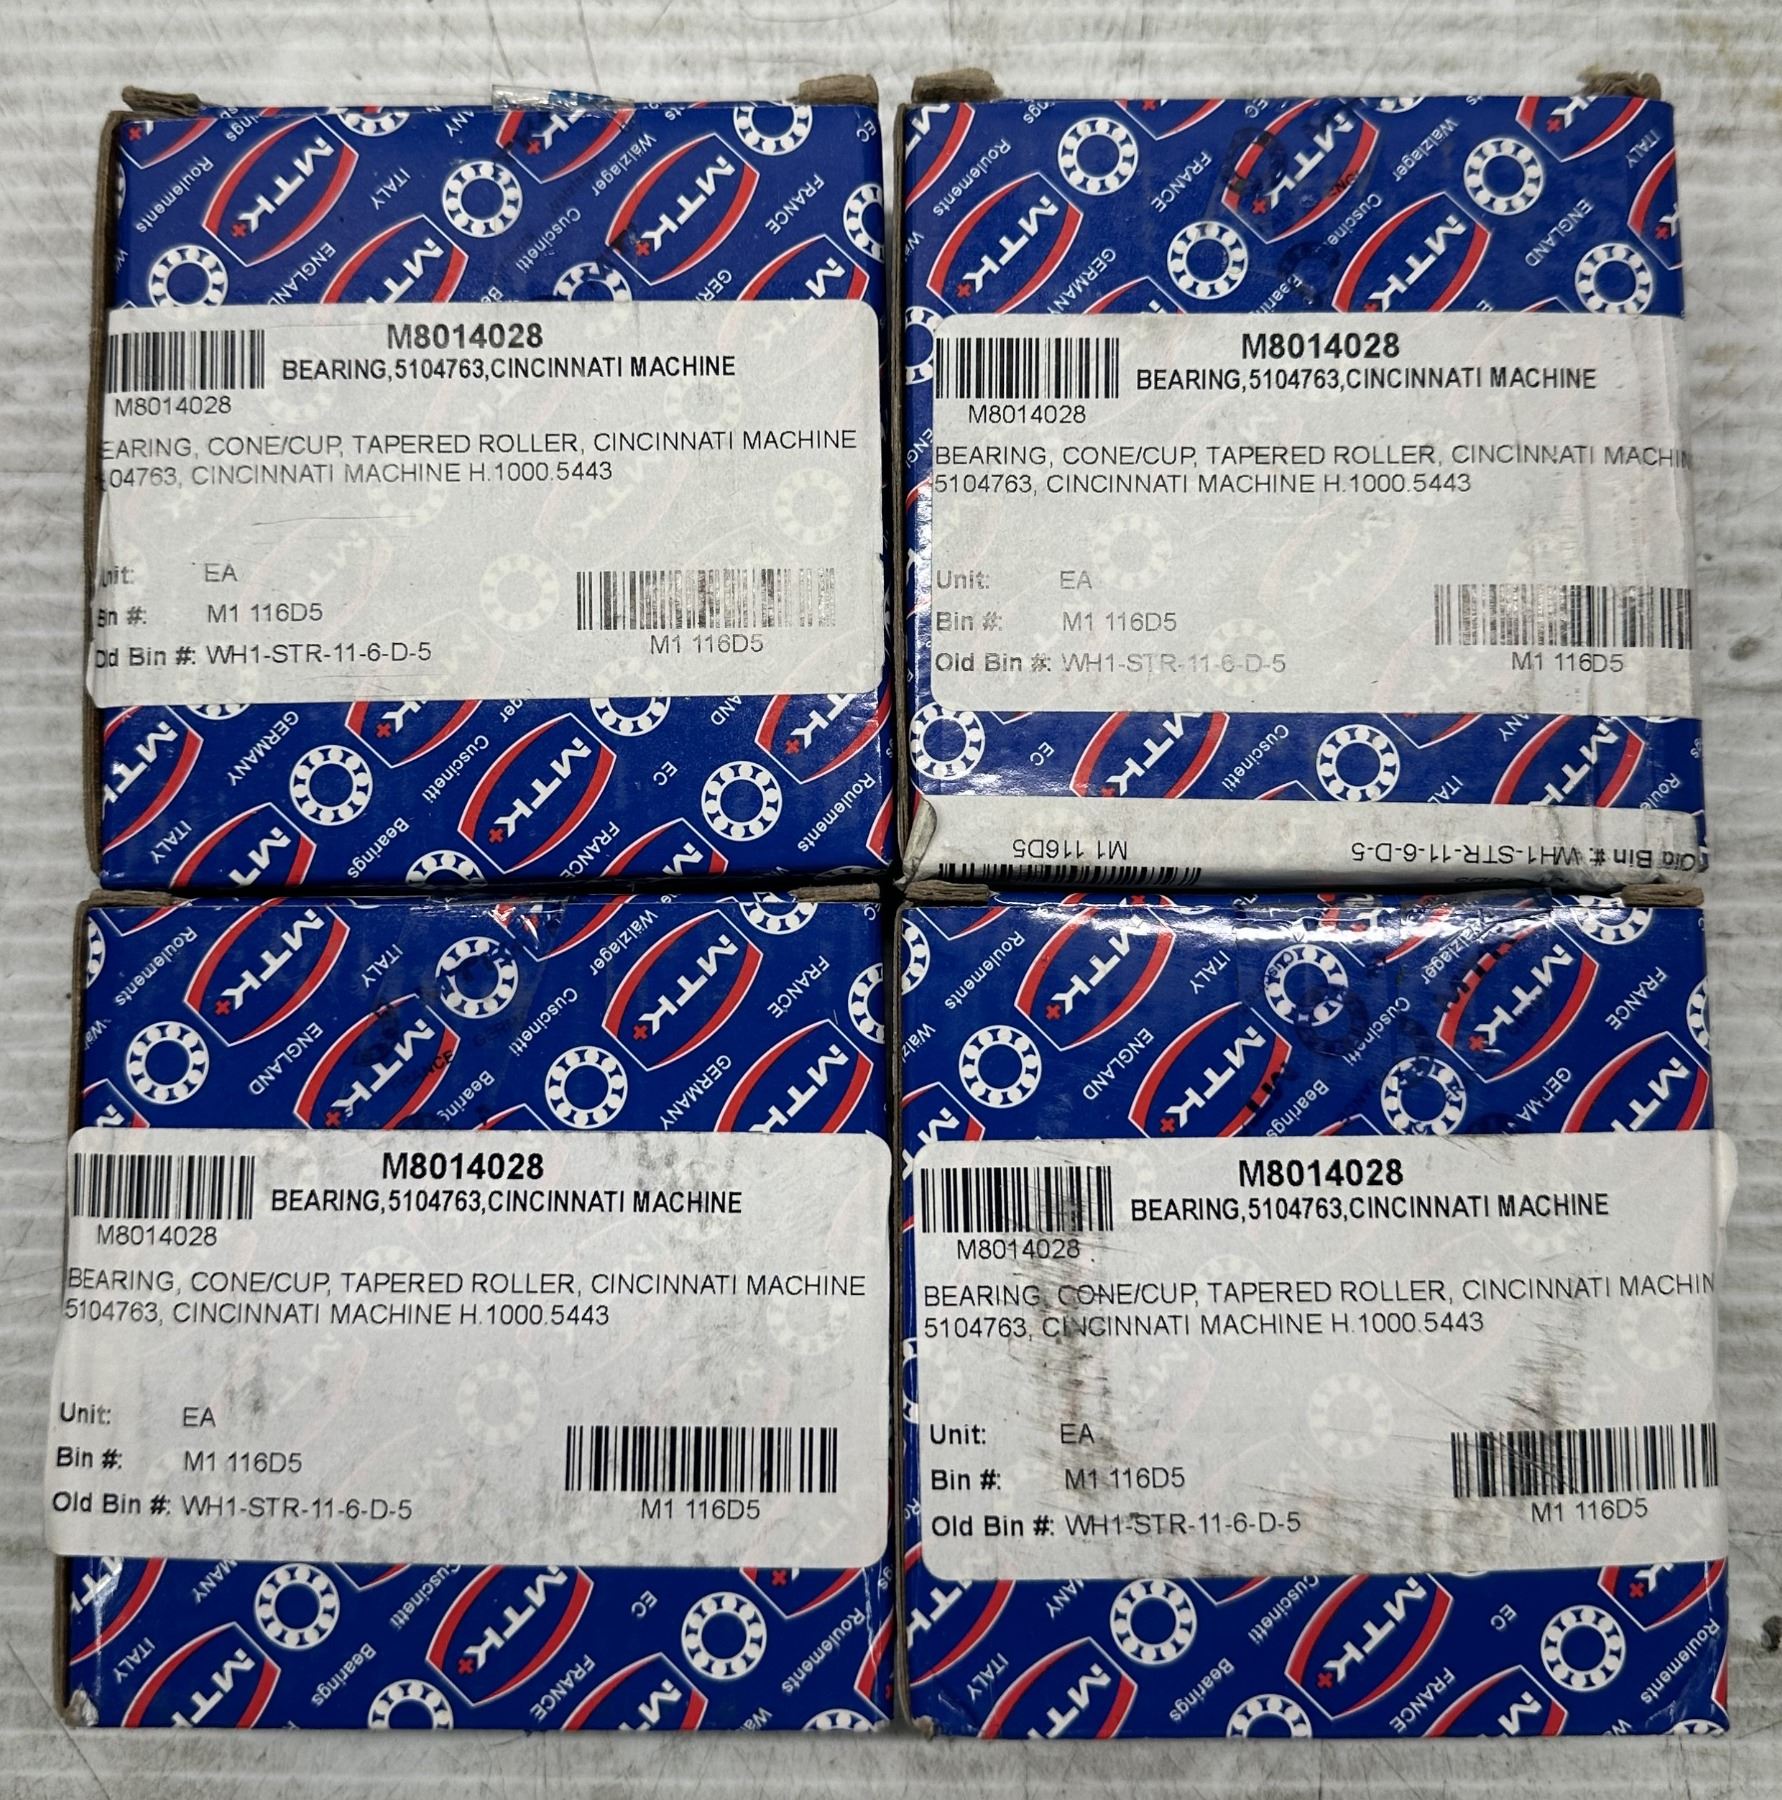 M8014028
BEARING,5104763,CINCINNATI MACHINE
M8014028
EARING, CONE/CUP, TAPERED ROLLER, CINCINNATI MACHINE
04763, CINCINNATI MACHINE H.1000.5443
Unit: EA
Bin #: M1 116D5
M1 116D5
Old Bin #: WH1-STR-11-6-D-5
M8014028
BEARING,5104763,CINCINNATI MACHINE
M8014028
BEARING, CONE/CUP, TAPERED ROLLER, CINCINNATI MACHIN
5104763, CINCINNATI MACHINE H.1000.5443
Unit: EA
Bin #: M1 116D5
Old Bin #: WH1-STR-11-6-D-5
M1 116D5
Old Bin #: WH1-STR-11-6-D-5
M1 116D5
M8014028
BEARING,5104763,CINCINNATI MACHINE
M8014028
BEARING, CONE/CUP, TAPERED ROLLER, CINCINNATI MACHINE
5104763, CINCINNATI MACHINE H.1000.5443
Unit: EA
Bin #: M1 116D5
Old Bin #: WH1-STR-11-6-D-5
M1 116D5
M8014028
BEARING,5104763,CINCINNATI MACHINE
M8014028
BEARING, CONE/CUP, TAPERED ROLLER, CINCINNATI MACHIN
5104763, CINCINNATI MACHINE H.1000.5443
Unit: EA
Bin #: M1 116D5
Old Bin #: WH1-STR-11-6-D-5
M1 116D5
MTK+
Roulements
ITALY
ENGLAND
Cuscinetti
Wälzlager
FRANCE
GERMANY
Bearings
EC